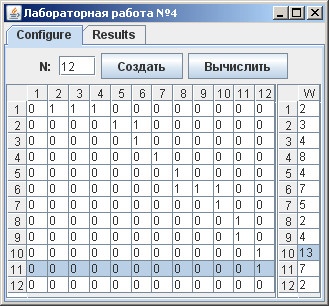 Лабораторная работа №4
Configure Results
N: 12 Создать Вычислить
1 2 3 4 5 6 7 8 9 10 11 12 W
1 0 1 1 1 0 0 0 0 0 0 0 0 1 2
2 0 0 0 0 1 1 0 0 0 0 0 0 2 3
3 0 0 0 0 0 1 0 0 0 0 0 0 3 4
4 0 0 0 0 0 0 1 0 0 0 0 0 4 8
5 0 0 0 0 0 0 0 1 0 0 0 0 5 4
6 0 0 0 0 0 0 0 1 1 1 0 0 6 7
7 0 0 0 0 0 0 0 0 0 1 0 0 7 5
8 0 0 0 0 0 0 0 0 0 0 1 0 8 2
9 0 0 0 0 0 0 0 0 0 0 1 0 9 4
10 0 0 0 0 0 0 0 0 0 0 0 1 10 13
11 0 0 0 0 0 0 0 0 0 0 0 1 11 7
12 0 0 0 0 0 0 0 0 0 0 0 0 12 2